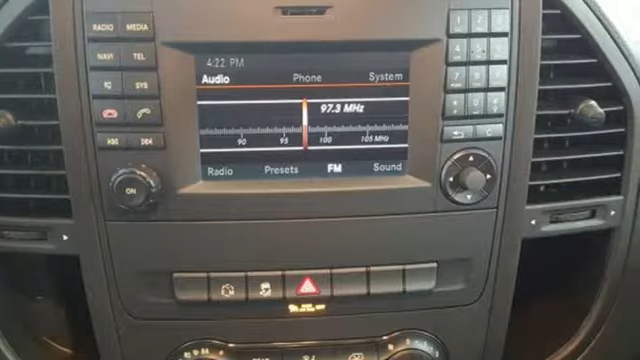 RADIO MEDIA
4:22 PM
Audio Phone System
NAVI TEL
SYS
97.3 MHz
90 95 100 105 MHz
Radio Presets FM Sound
ON
C